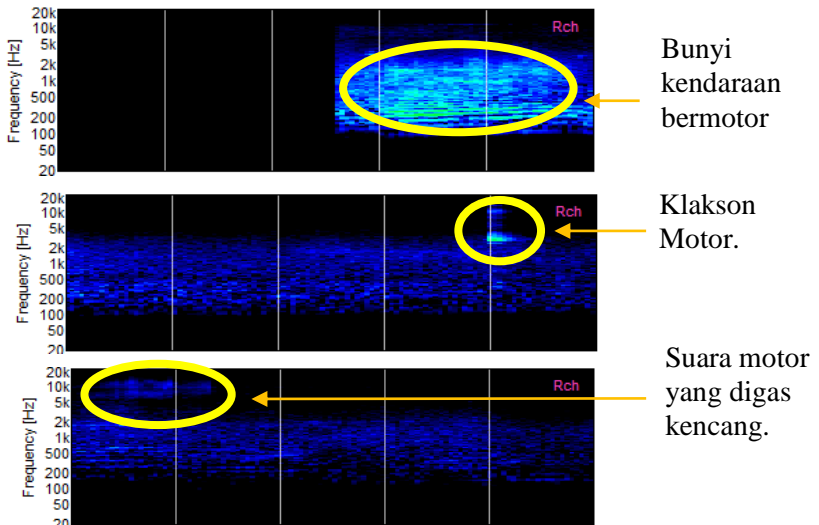 20k
10k
5k
2k
1k
500
200
100
50
20
Frequency [Hz]
Rch
Bunyi
kendaraan
bermotor
20k
10k
5k
2k
1k
500
200
100
50
20
Frequency [Hz]
Rch
Klakson
Motor.
20k
10k
5k
2k
1k
500
200
100
50
20
Frequency [Hz]
Rch
Suara motor
yang digas
kencang.